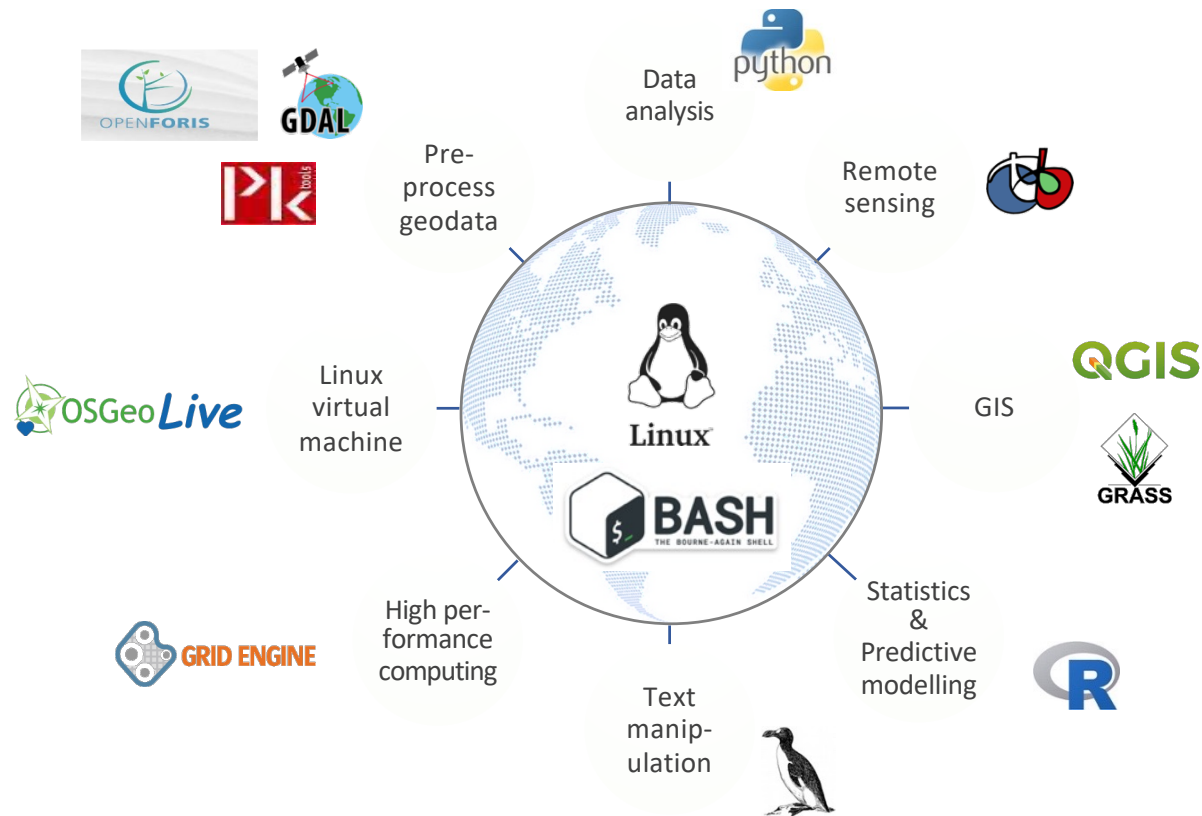 python
Data
analysis
OPENFORIS
GDAL
Pk
tools
Pre-
process
geodata
Remote
sensing
Linux
OSGeo Live
Linux
virtual
machine
QGIS
GIS
GRASS
$_
BASH
THE BOURNE-AGAIN SHELL
GRID ENGINE
High per-
formance
computing
Statistics
&
Predictive
modelling
R
Text
manip-
ulation